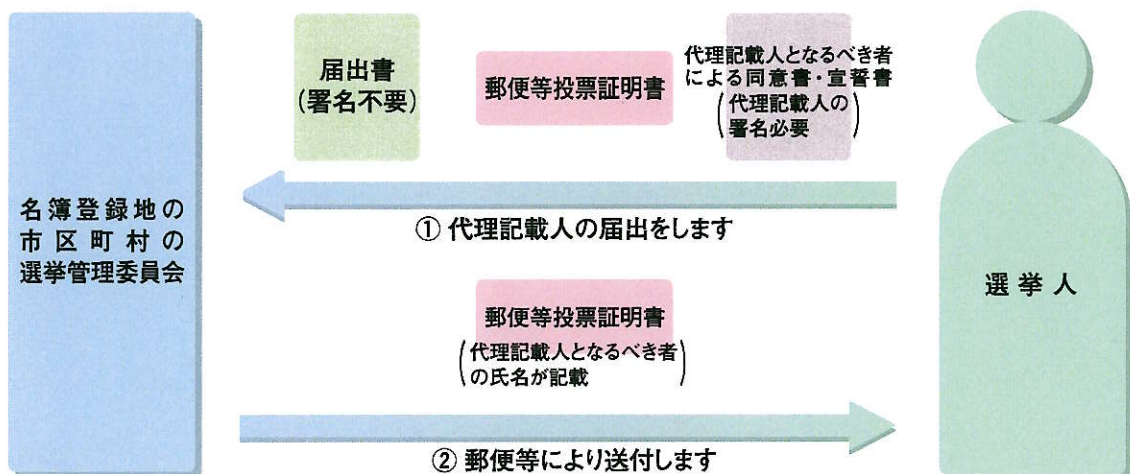 届出書
(署名不要)
郵便等投票証明書
代理記載人となるべき者
による同意書・宣誓書
(代理記載人の
署名必要)
名簿登録地の
市区町村の
選挙管理委員会
① 代理記載人の届出をします
選挙人
郵便等投票証明書
(代理記載人となるべき者
の氏名が記載)
② 郵便等により送付します